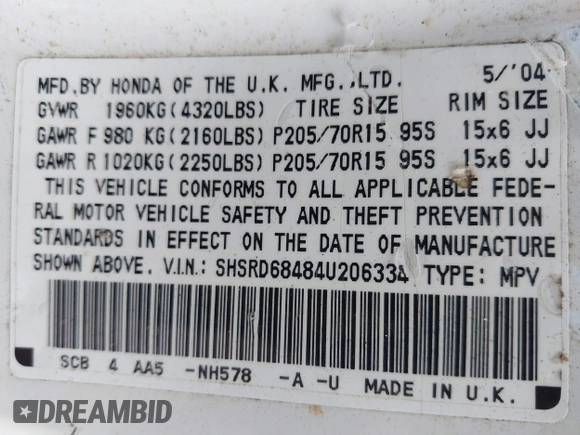 MFD.BY HONDA OF THE U.K. MFG.,LTD. 5/'04
GVWR 1960KG(4320LBS) TIRE SIZE RIM SIZE
GAWR F 980 KG(2160LBS) P205/70R15 95S 15x6 JJ
GAWR R 1020KG(2250LBS) P205/70R15 95S 15x6 JJ
THIS VEHICLE CONFORMS TO ALL APPLICABLE FEDE-
RAL MOTOR VEHICLE SAFETY AND THEFT PREVENTION
STANDARDS IN EFFECT ON THE DATE OF MANUFACTURE
SHOWN ABOVE. V.I.N.: SHSRD68484U206334 TYPE: MPV
SCB 4 AA5 -NH578 -A -U MADE IN U.K.
DREAMBID